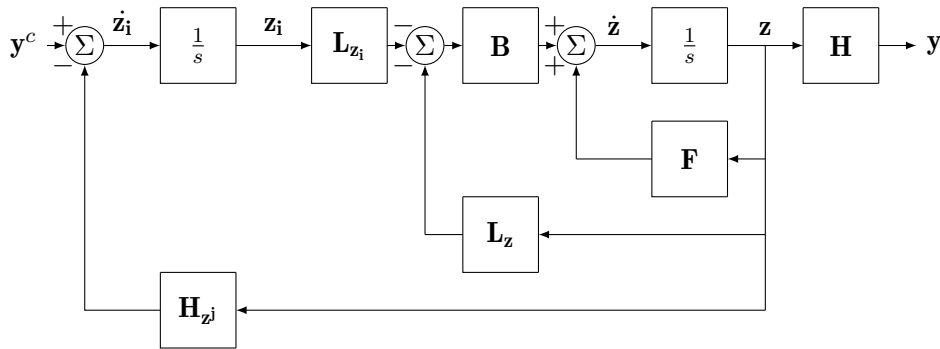 y^c + − Σ ż_i 1/s z_i L_{z_i} − − Σ B + + Σ ż 1/s z H y
F
L_z
H_{z^j}